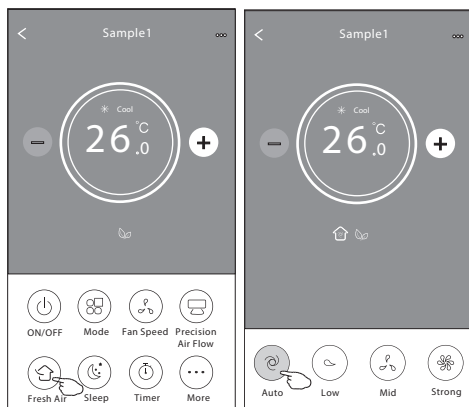 Sample1
Cool
26.0°C
ON/OFF Mode Fan Speed Precision
Air Flow
Fresh Air Sleep Timer More
Sample1
Cool
26.0°C
Auto Low Mid Strong